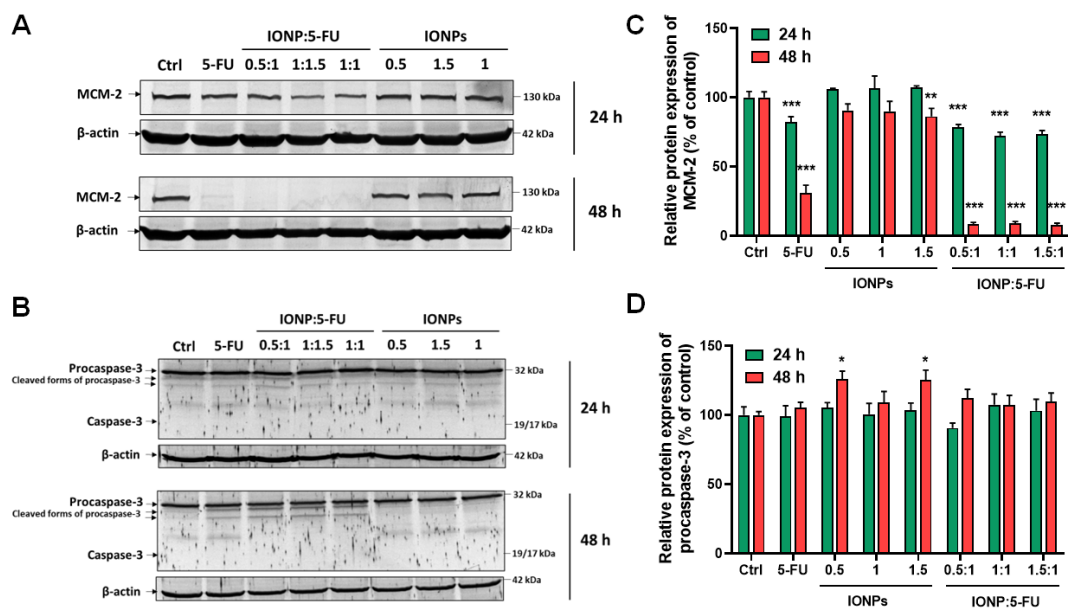 A
IONP:5-FU IONPs
Ctrl 5-FU 0.5:1 1:1.5 1:1 0.5 1.5 1
MCM-2 130 kDa
β-actin 42 kDa
24 h
MCM-2 130 kDa
β-actin 42 kDa
48 h
B
IONP:5-FU IONPs
Ctrl 5-FU 0.5:1 1:1.5 1:1 0.5 1.5 1
Procaspase-3 32 kDa
Cleaved forms of procaspase-3
Caspase-3 19/17 kDa
β-actin 42 kDa
24 h
Procaspase-3 32 kDa
Cleaved forms of procaspase-3
Caspase-3 19/17 kDa
β-actin 42 kDa
48 h
C
Relative protein expression of
MCM-2 (% of control)
24 h
48 h
150
100
50
0
*** *** ** *** *** *** *** *** ***
Ctrl 5-FU 0.5 1 1.5 0.5:1 1:1 1.5:1
IONPs IONP:5-FU
D
Relative protein expression of
procaspase-3 (% of control)
24 h
48 h
200
150
100
50
0
* *
Ctrl 5-FU 0.5 1 1.5 0.5:1 1:1 1.5:1
IONPs IONP:5-FU